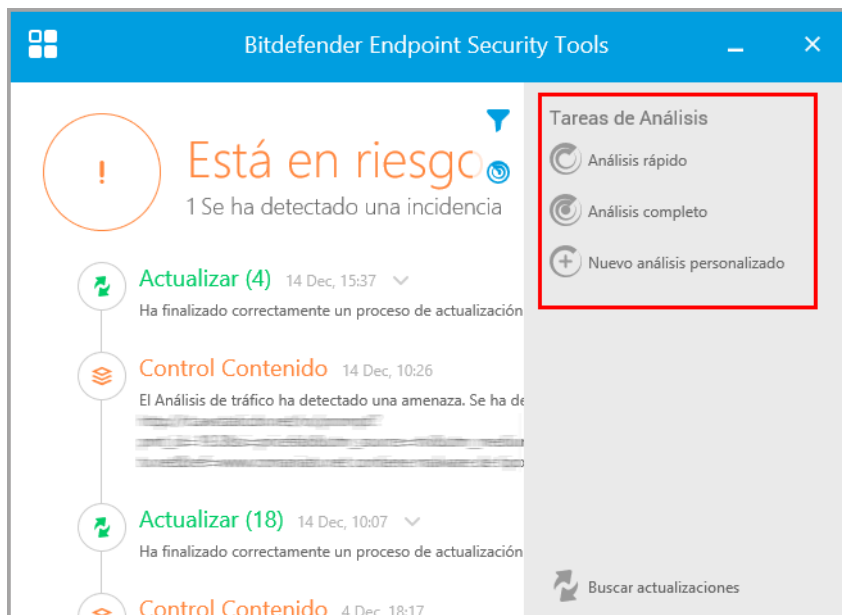 Bitdefender Endpoint Security Tools
Está en riesgo
1 Se ha detectado una incidencia
Actualizar (4) 14 Dec, 15:37
Ha finalizado correctamente un proceso de actualización
Control Contenido 14 Dec, 10:26
El Análisis de tráfico ha detectado una amenaza. Se ha de
Actualizar (18) 14 Dec, 10:07
Ha finalizado correctamente un proceso de actualización
Control Contenido 4 Dec, 18:17
Tareas de Análisis
Análisis rápido
Análisis completo
Nuevo análisis personalizado
Buscar actualizaciones